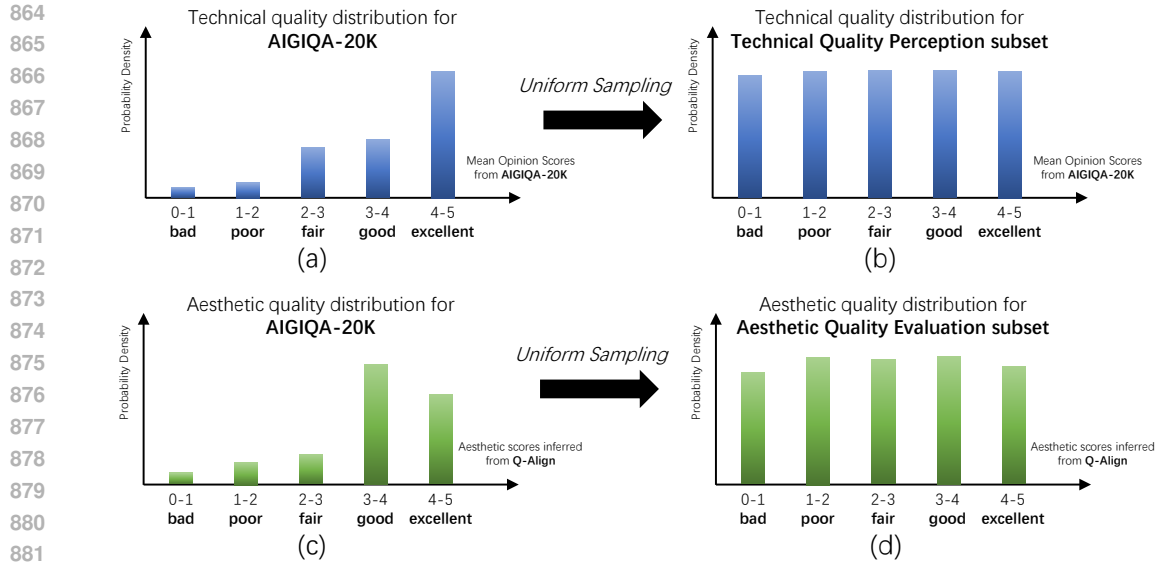 864
865
866
867
868
869
870
871
872
873
874
875
876
877
878
879
880
881
Technical quality distribution for
AIGIQA-20K
Probability Density
Mean Opinion Scores
from AIGIQA-20K
0-1 1-2 2-3 3-4 4-5
bad poor fair good excellent
(a)
Uniform Sampling
Technical quality distribution for
Technical Quality Perception subset
Probability Density
Mean Opinion Scores
from AIGIQA-20K
0-1 1-2 2-3 3-4 4-5
bad poor fair good excellent
(b)
Aesthetic quality distribution for
AIGIQA-20K
Probability Density
Aesthetic scores inferred
from Q-Align
0-1 1-2 2-3 3-4 4-5
bad poor fair good excellent
(c)
Uniform Sampling
Aesthetic quality distribution for
Aesthetic Quality Evaluation subset
Probability Density
Aesthetic scores inferred
from Q-Align
0-1 1-2 2-3 3-4 4-5
bad poor fair good excellent
(d)